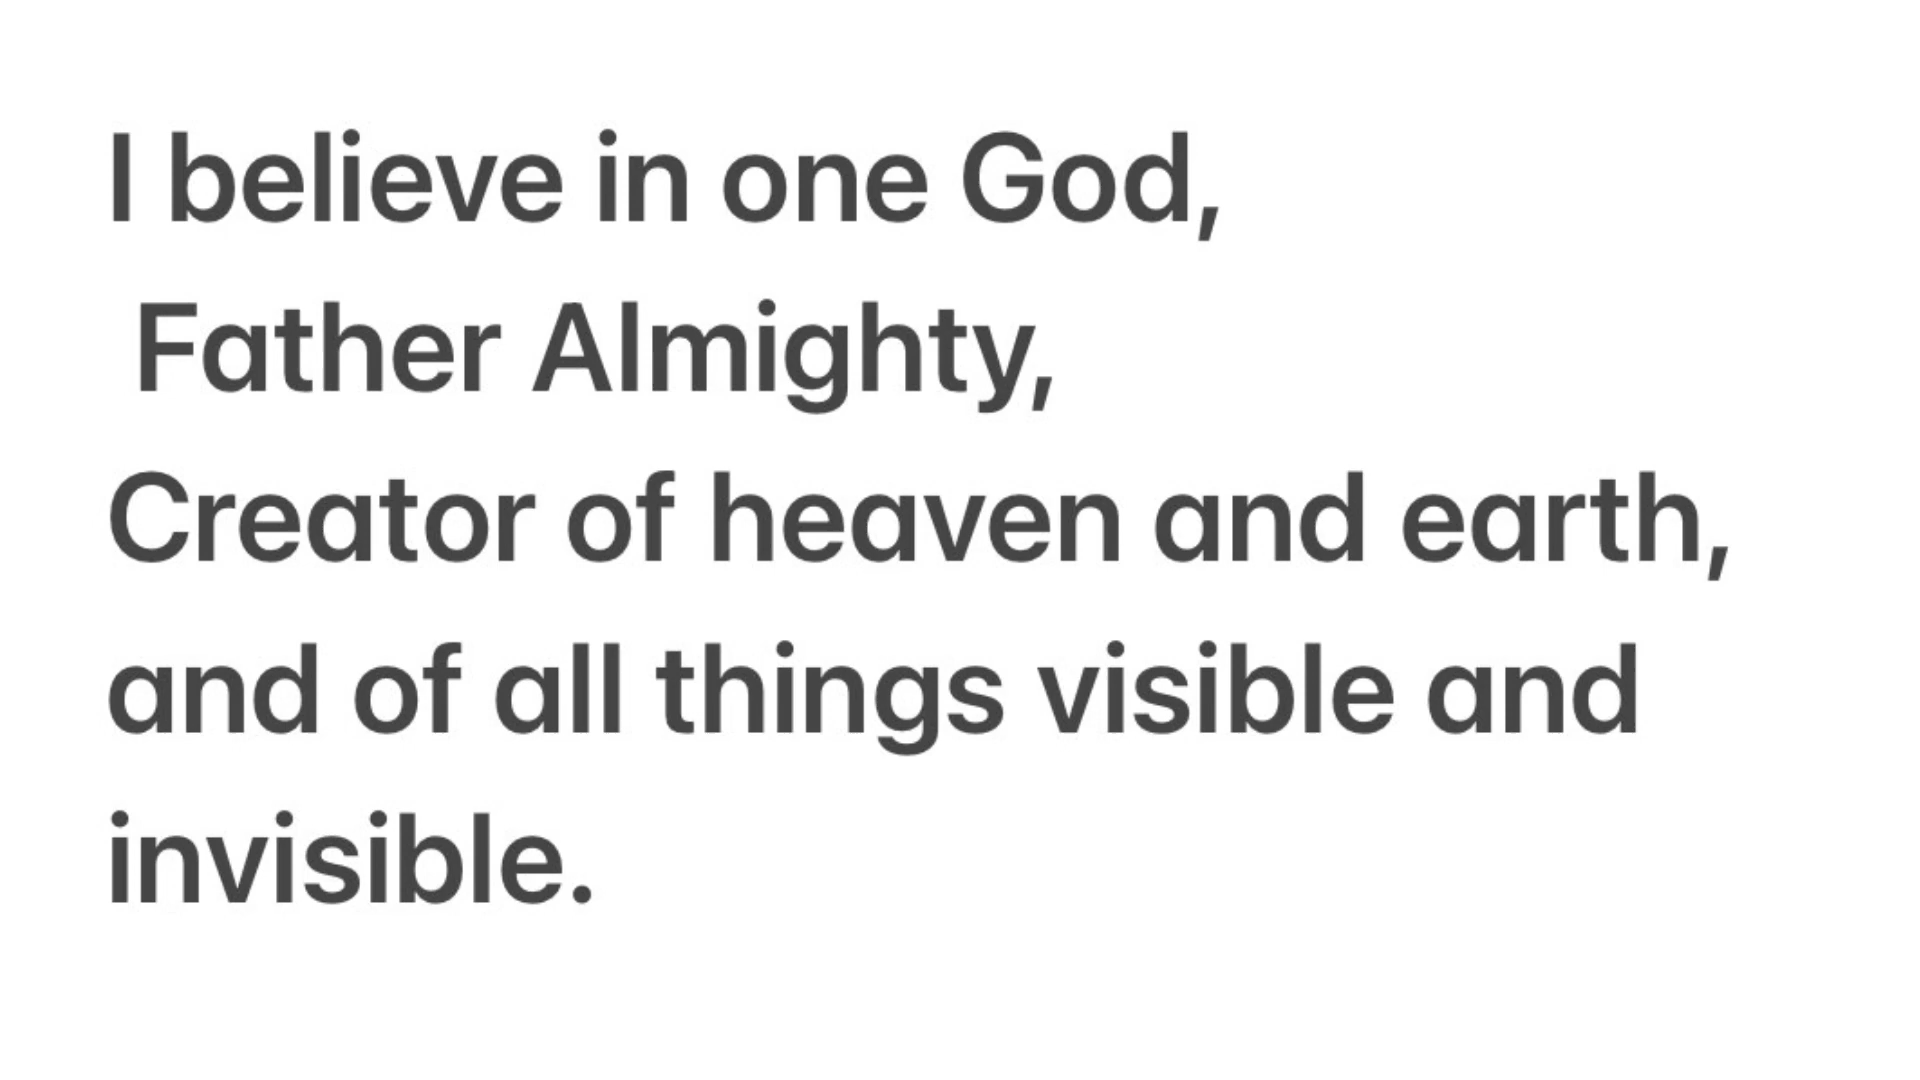 I believe in one God,
Father Almighty,
Creator of heaven and earth,
and of all things visible and
invisible.